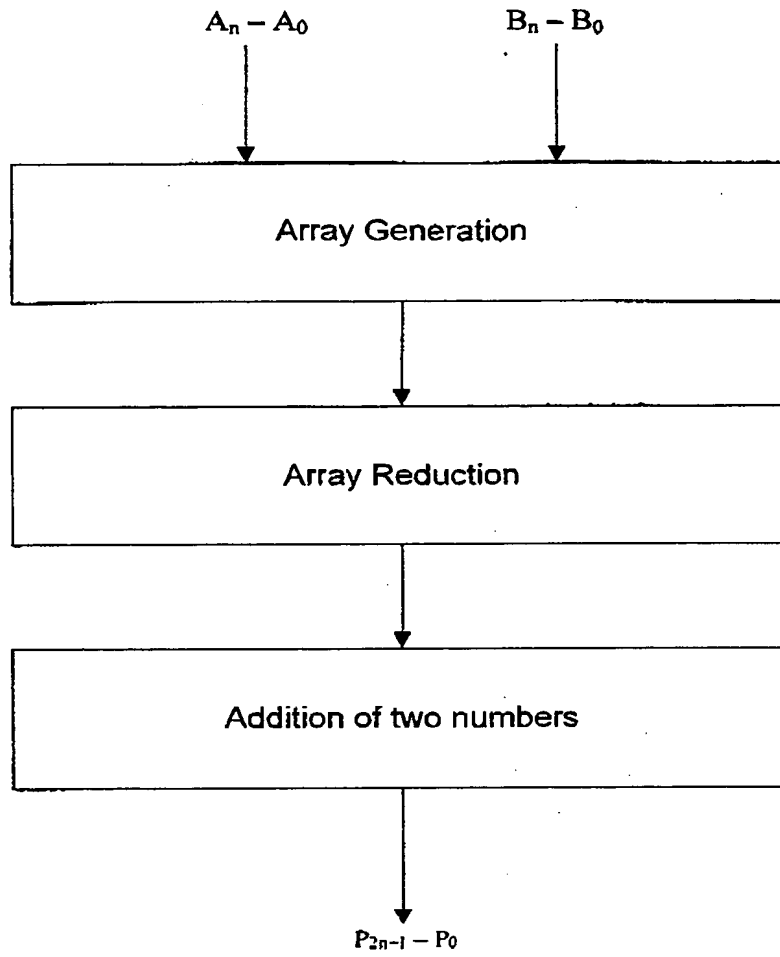 Aₙ – A₀ Bₙ – B₀
Array Generation
Array Reduction
Addition of two numbers
P₂ₙ₋₁ – P₀